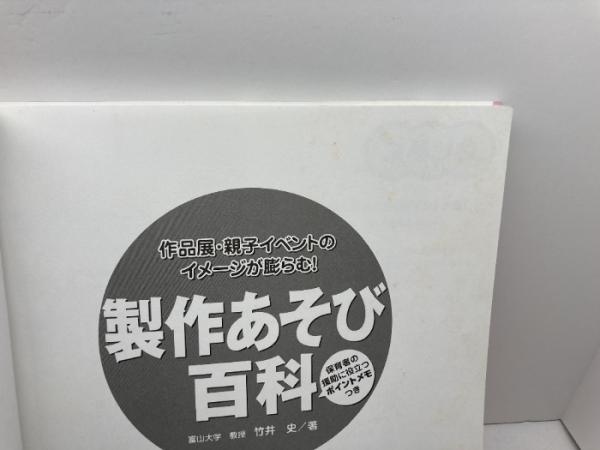 作品展・親子イベントの
イメージが膨らむ!
製作あそび
百科
保育者の
援助に役立つ
ポイントメモ
つき
富山大学 教授 竹井 史/著